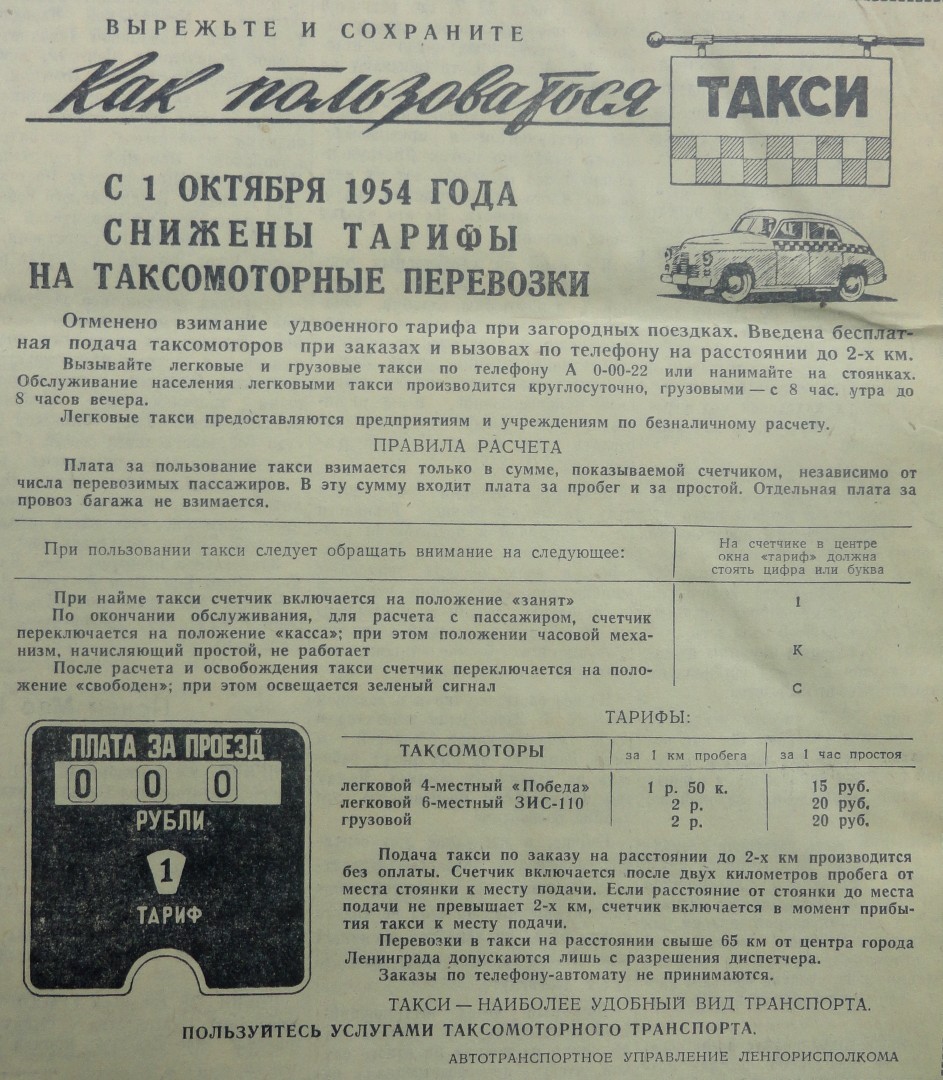 ВЫРЕЖЬТЕ И СОХРАНИТЕ
Как пользоваться
ТАКСИ
С 1 ОКТЯБРЯ 1954 ГОДА
СНИЖЕНЫ ТАРИФЫ
НА ТАКСОМОТОРНЫЕ ПЕРЕВОЗКИ
Отменено взимание удвоенного тарифа при загородных поездках. Введена бесплат-
ная подача таксомоторов при заказах и вызовах по телефону на расстоянии до 2-х км.
Вызывайте легковые и грузовые такси по телефону А 0-00-22 или нанимайте на стоянках.
Обслуживание населения легковыми такси производится круглосуточно, грузовыми — с 8 час. утра до
8 часов вечера.
Легковые такси предоставляются предприятиям и учреждениям по безналичному расчету.
ПРАВИЛА РАСЧЕТА
Плата за пользование такси взимается только в сумме, показываемой счетчиком, независимо от
числа перевозимых пассажиров. В эту сумму входит плата за пробег и за простой. Отдельная плата за
провоз багажа не взимается.
При пользовании такси следует обращать внимание на следующее:
На счетчике в центре
окна «тариф» должна
стоять цифра или буква
При найме такси счетчик включается на положение «занят»
1
По окончании обслуживания, для расчета с пассажиром, счетчик
переключается на положение «касса»; при этом положении часовой меха-
низм, начисляющий простой, не работает
К
После расчета и освобождения такси счетчик переключается на поло-
жение «свободен»; при этом освещается зеленый сигнал
С
ПЛАТА ЗА ПРОЕЗД
0 0 0
РУБЛИ
1
ТАРИФ
ТАРИФЫ:
ТАКСОМОТОРЫ за 1 км пробега за 1 час простоя
легковой 4-местный «Победа» 1 р. 50 к. 15 руб.
легковой 6-местный ЗИС-110 2 р. 20 руб.
грузовой 2 р. 20 руб.
Подача такси по заказу на расстоянии до 2-х км производится
без оплаты. Счетчик включается после двух километров пробега от
места стоянки к месту подачи. Если расстояние от стоянки до места
подачи не превышает 2-х км, счетчик включается в момент прибы-
тия такси к месту подачи.
Перевозки в такси на расстоянии свыше 65 км от центра города
Ленинграда допускаются лишь с разрешения диспетчера.
Заказы по телефону-автомату не принимаются.
ТАКСИ — НАИБОЛЕЕ УДОБНЫЙ ВИД ТРАНСПОРТА.
ПОЛЬЗУЙТЕСЬ УСЛУГАМИ ТАКСОМОТОРНОГО ТРАНСПОРТА.
АВТОТРАНСПОРТНОЕ УПРАВЛЕНИЕ ЛЕНГОРИСПОЛКОМА